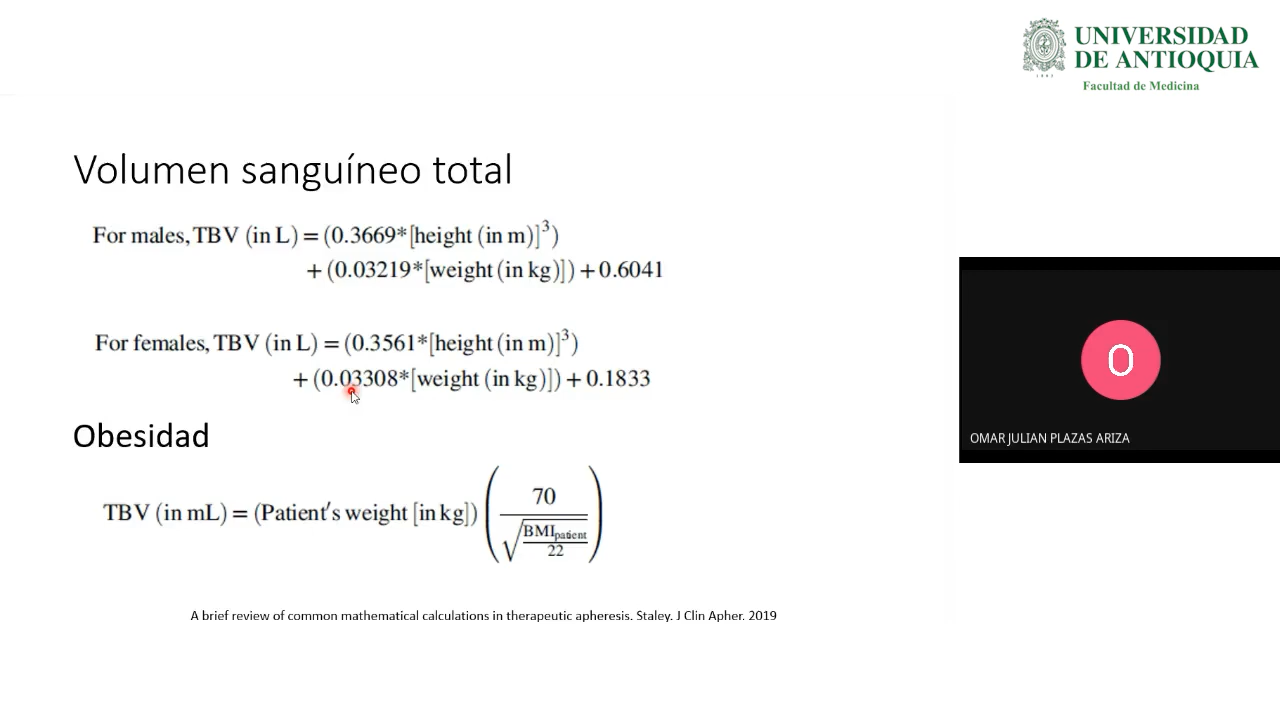 UNIVERSIDAD
DE ANTIOQUIA
1803
Facultad de Medicina
Volumen sanguíneo total
For males, TBV (in L) = (0.3669*[height (in m)]³)
+ (0.03219*[weight (in kg)]) + 0.6041
For females, TBV (in L) = (0.3561*[height (in m)]³)
+ (0.03308*[weight (in kg)]) + 0.1833
Obesidad
TBV (in mL) = (Patient′s weight [in kg]) (70 / √(BMIpatient / 22))
A brief review of common mathematical calculations in therapeutic apheresis. Staley. J Clin Apher. 2019
O
OMAR JULIAN PLAZAS ARIZA